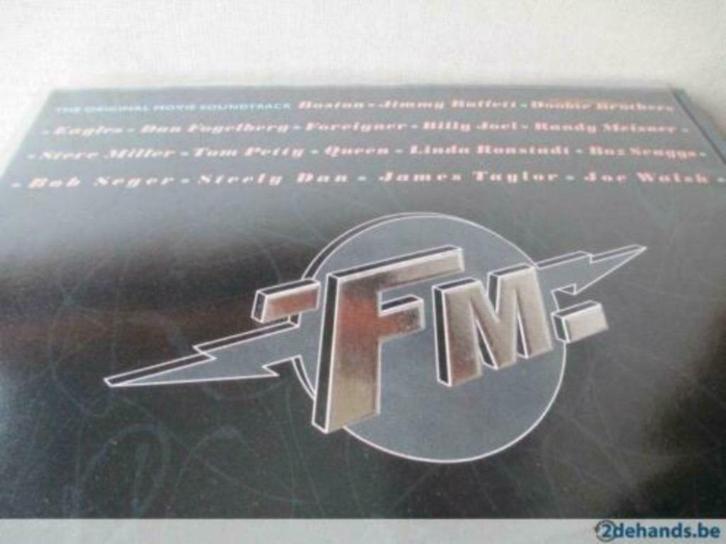 THE ORIGINAL MOVIE SOUNDTRACK Boston • Jimmy Buffett • Doobie Brothers
• Eagles • Dan Fogelberg • Foreigner • Billy Joel • Randy Meisner •
• Steve Miller • Tom Petty • Queen • Linda Ronstadt • Boz Scaggs •
• Bob Seger • Steely Dan • James Taylor • Joe Walsh •
FM
2dehands.be